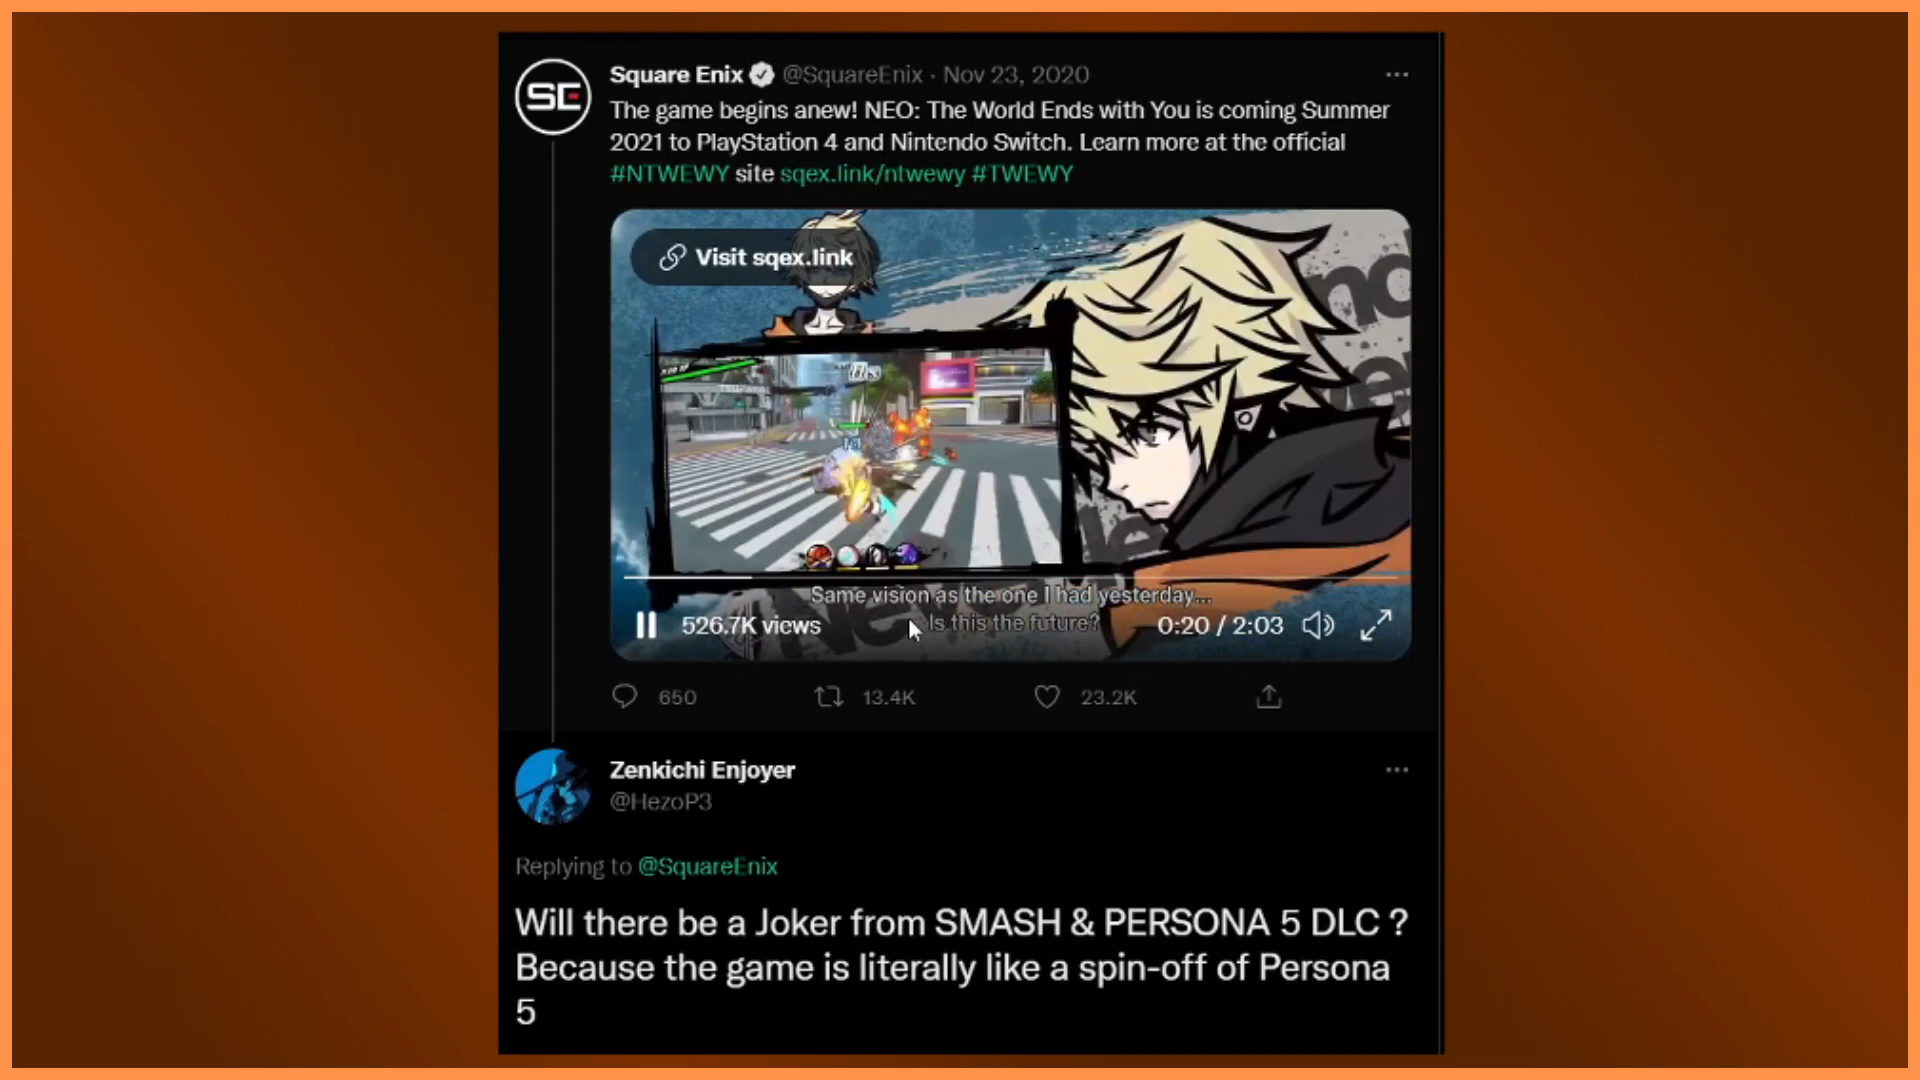 SE
Square Enix @SquareEnix · Nov 23, 2020
The game begins anew! NEO: The World Ends with You is coming Summer
2021 to PlayStation 4 and Nintendo Switch. Learn more at the official
#NTWEWY site sqex.link/ntwewy #TWEWY
Visit sqex.link
Same vision as the one I had yesterday...
Is this the future?
526.7K views
0:20 / 2:03
650 13.4K 23.2K
Zenkichi Enjoyer
@HezoP3
Replying to @SquareEnix
Will there be a Joker from SMASH & PERSONA 5 DLC ?
Because the game is literally like a spin-off of Persona
5